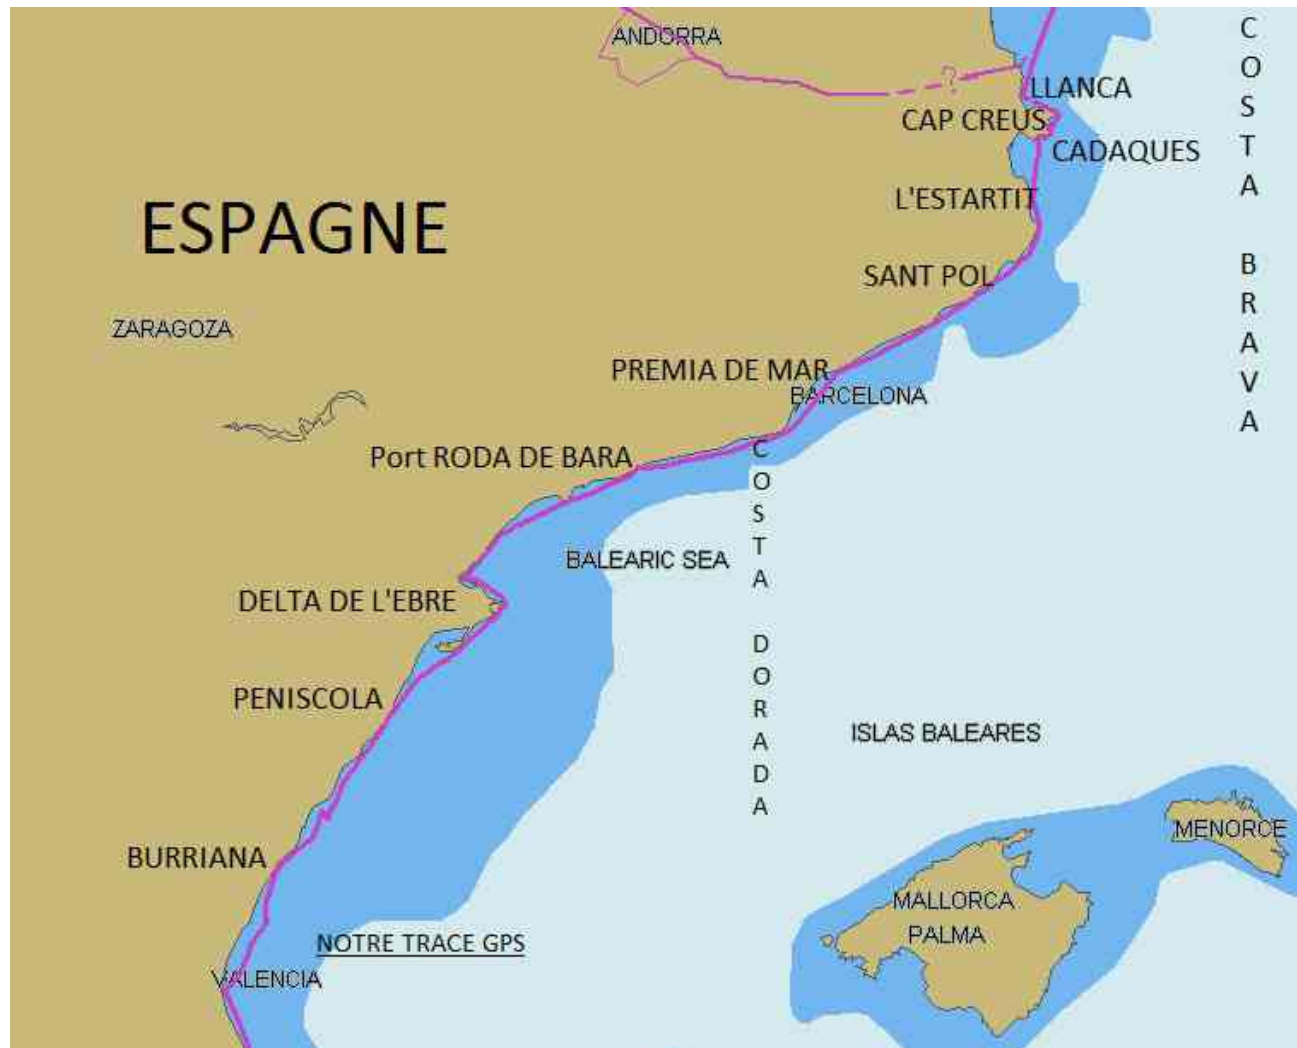 ANDORRA
LLANCA
CAP CREUS
CADAQUES
L'ESTARTIT
ESPAGNE
SANT POL
ZARAGOZA
PREMIA DE MAR
BARCELONA
Port RODA DE BARA
COSTA BRAVA
COSTA DORADA
BALEARIC SEA
DELTA DE L'EBRE
PENISCOLA
ISLAS BALEARES
MENORCE
BURRIANA
MALLORCA
PALMA
NOTRE TRACE GPS
VALENCIA
?